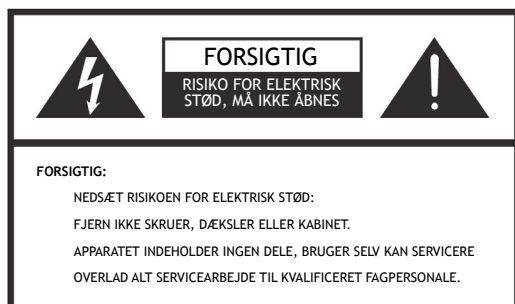 FORSIGTIG
RISIKO FOR ELEKTRISK
STØD, MÅ IKKE ÅBNES
FORSIGTIG:
NEDSÆT RISIKOEN FOR ELEKTRISK STØD:
FJERN IKKE SKRUER, DÆKSLER ELLER KABINET.
APPARATET INDEHOLDER INGEN DELE, BRUGER SELV KAN SERVICERE
OVERLAD ALT SERVICEARBEJDE TIL KVALIFICERET FAGPERSONALE.